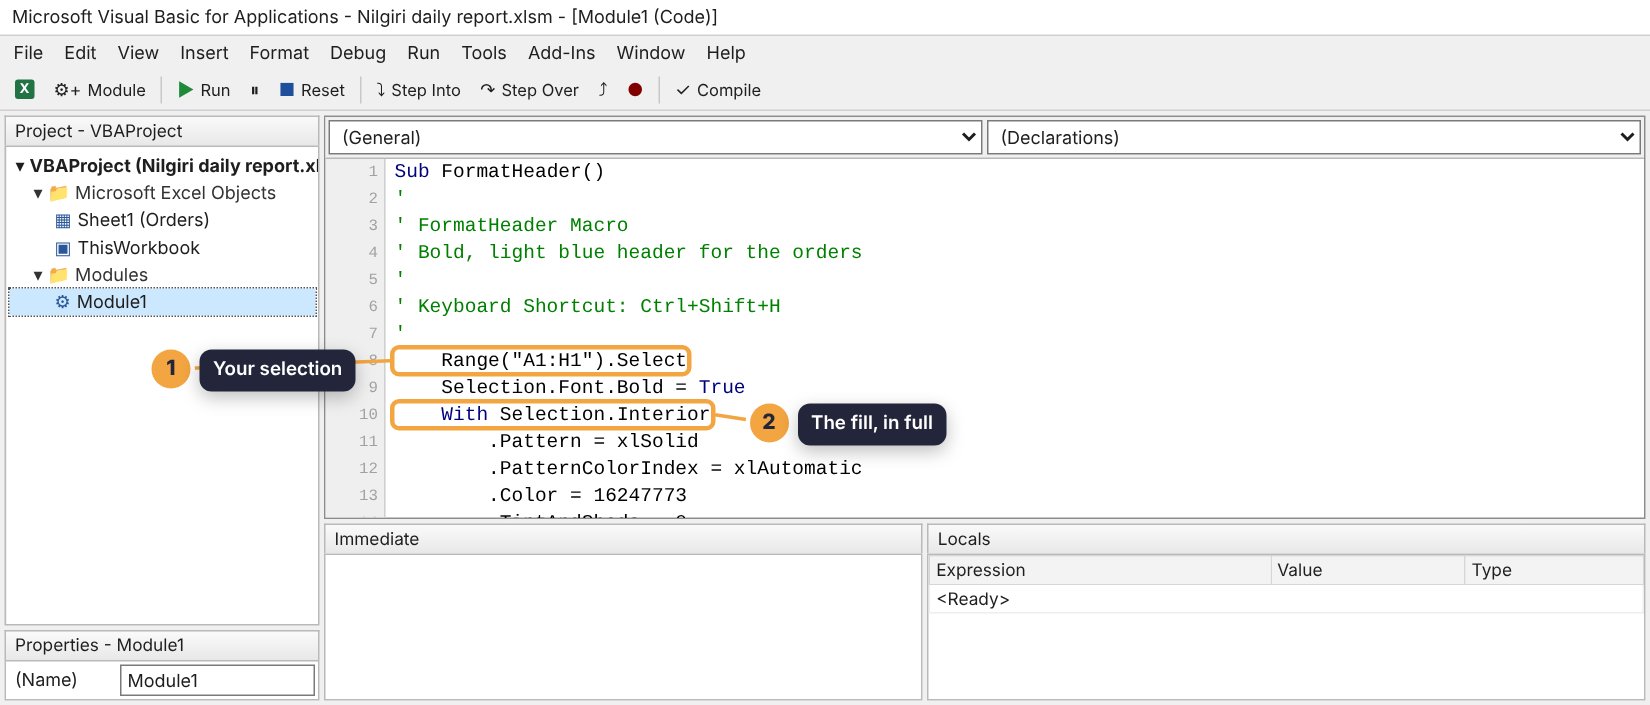 Microsoft Visual Basic for Applications - Nilgiri daily report.xlsm - [Module1 (Code)]
File Edit View Insert Format Debug Run Tools Add-Ins Window Help
X + Module Run Reset Step Into Step Over Compile
Project - VBAProject
VBAProject (Nilgiri daily report.xl
Microsoft Excel Objects
Sheet1 (Orders)
ThisWorkbook
Modules
Module1
(General) (Declarations)
1 Sub FormatHeader()
2 '
3 ' FormatHeader Macro
4 ' Bold, light blue header for the orders
5 '
6 ' Keyboard Shortcut: Ctrl+Shift+H
7 '
8 Range("A1:H1").Select
9 Selection.Font.Bold = True
10 With Selection.Interior
11 .Pattern = xlSolid
12 .PatternColorIndex = xlAutomatic
13 .Color = 16247773
1 Your selection
2 The fill, in full
Immediate
Locals
Expression Value Type
<Ready>
Properties - Module1
(Name) Module1